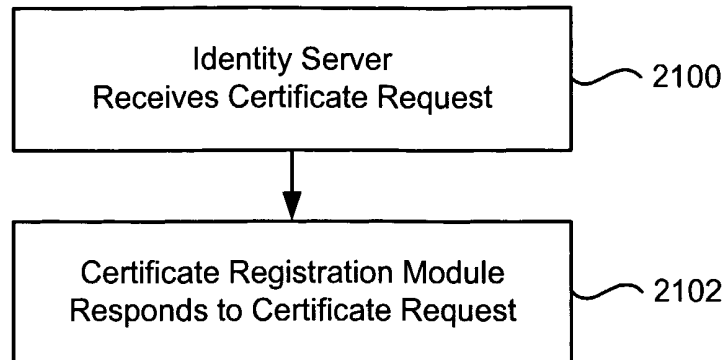 Identity Server
Receives Certificate Request
2100
Certificate Registration Module
Responds to Certificate Request
2102